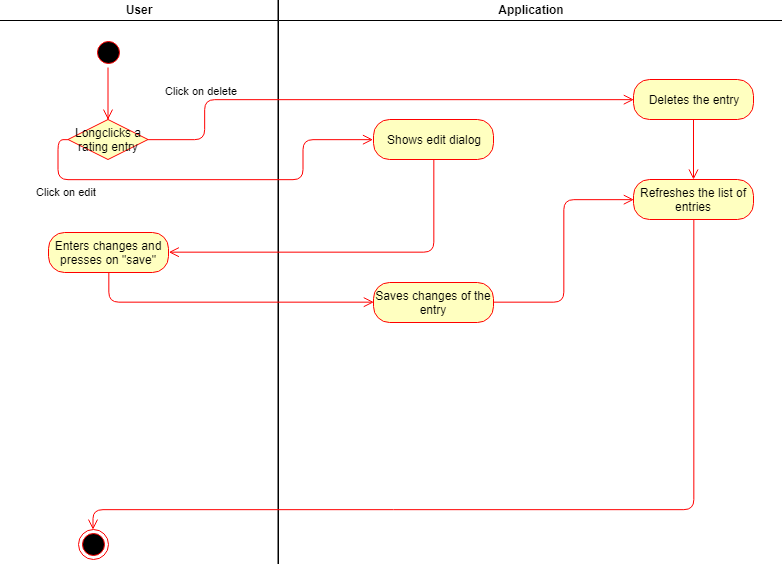 User
Application
Click on delete
Deletes the entry
Longclicks a
rating entry
Shows edit dialog
Click on edit
Refreshes the list of
entries
Enters changes and
presses on "save"
Saves changes of the
entry